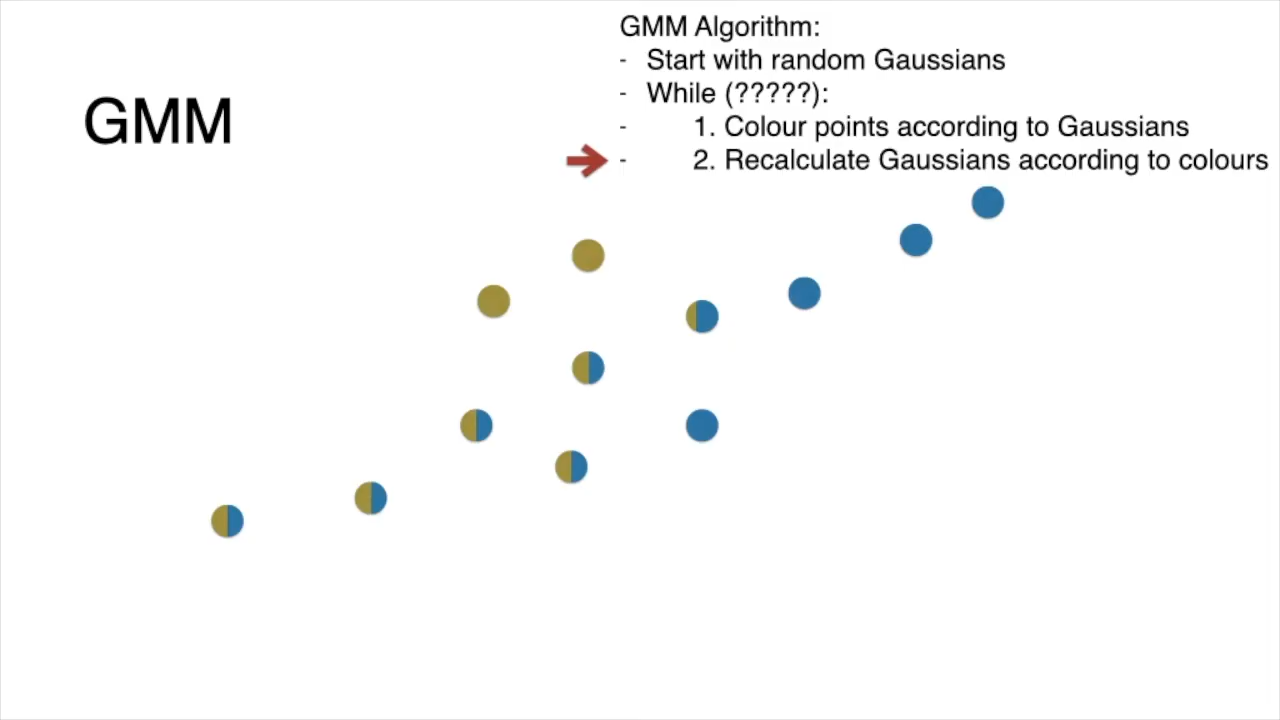 GMM Algorithm:
- Start with random Gaussians
- While (?????):
- 1. Colour points according to Gaussians
- 2. Recalculate Gaussians according to colours
GMM